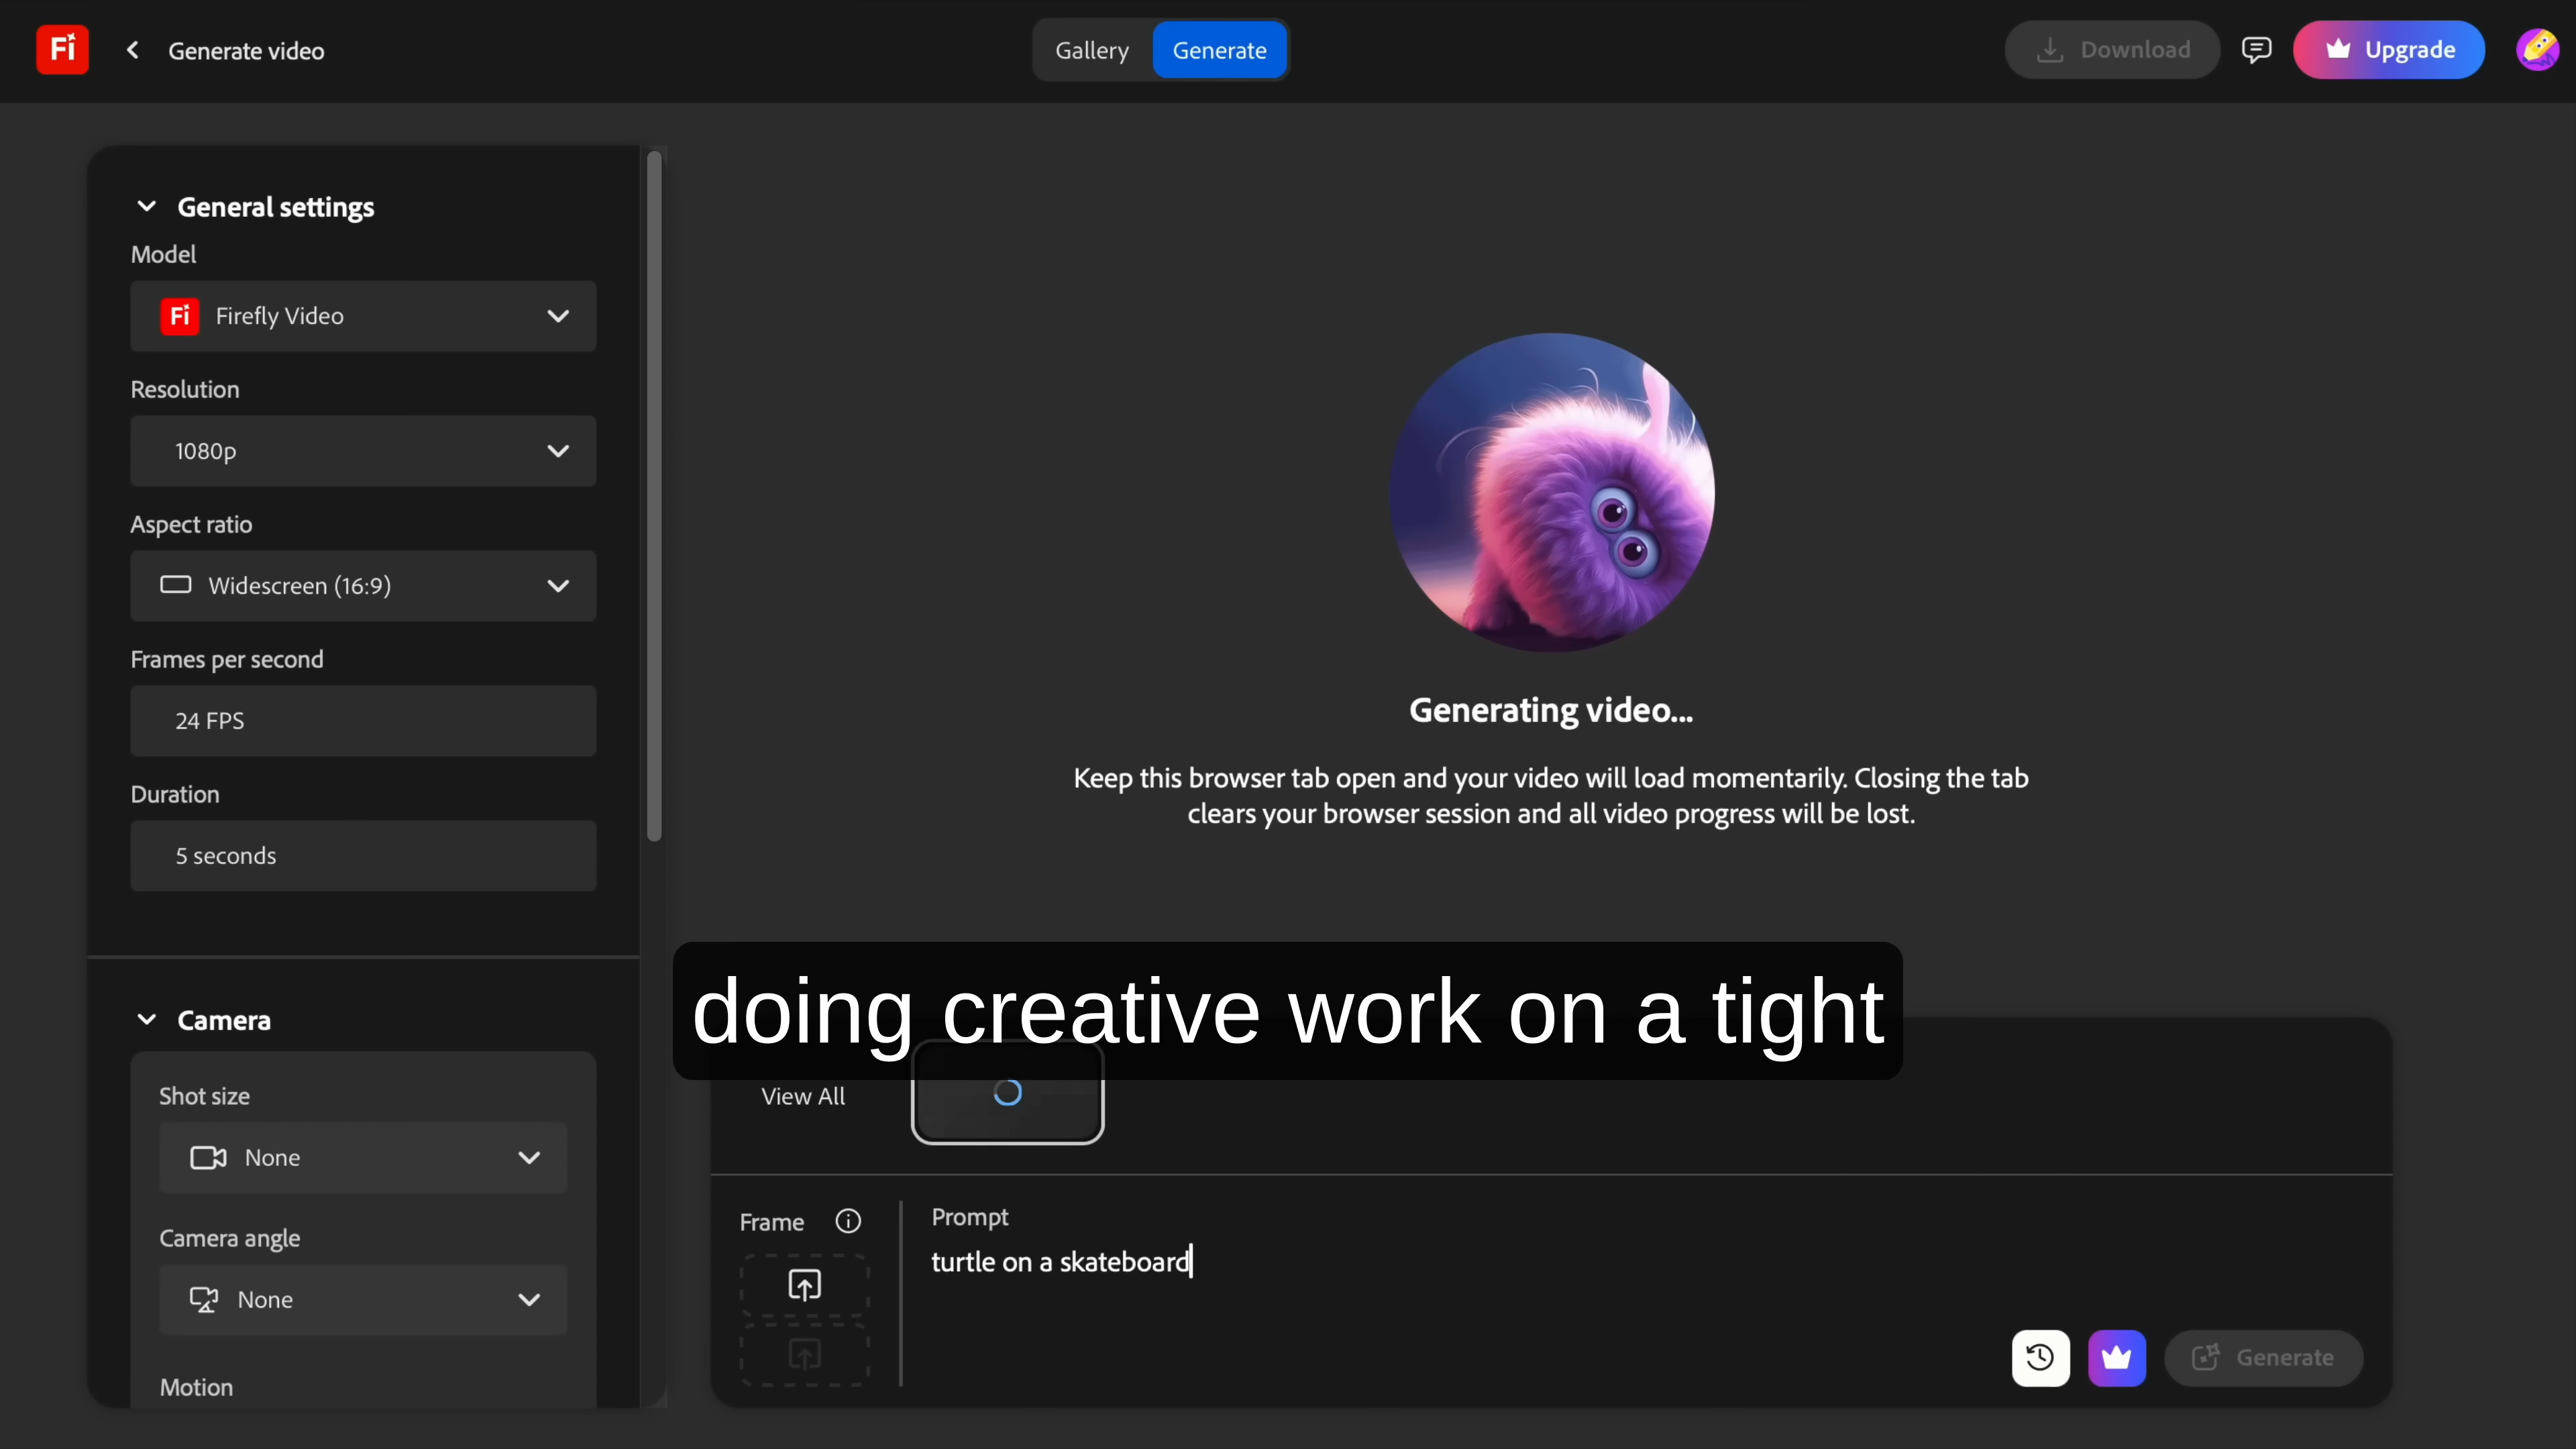 Fi
Generate video
Gallery
Generate
Download
Upgrade
General settings
Model
Fi Firefly Video
Resolution
1080p
Aspect ratio
Widescreen (16:9)
Frames per second
24 FPS
Duration
5 seconds
Camera
Shot size
None
Camera angle
None
Motion
Generating video...
Keep this browser tab open and your video will load momentarily. Closing the tab
clears your browser session and all video progress will be lost.
doing creative work on a tight
View All
Frame
Prompt
turtle on a skateboard
Generate